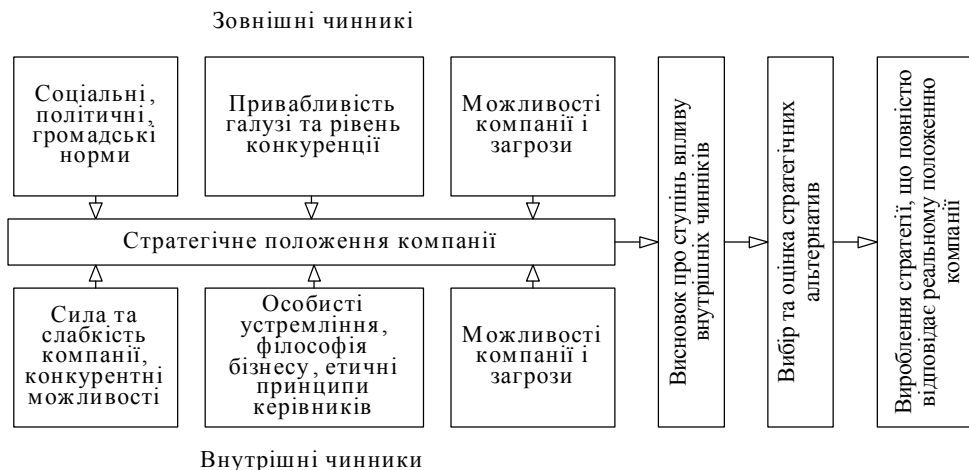 Зовнішні чинникі
Соціальні,
політичні,
громадські
норми
Привабливість
галузі та рівень
конкуренції
Можливості
компанії і
загрози
Стратегічне положення компанії
Сила та
слабкість
компанії,
конкурентні
можливості
Особисті
устремління,
філософія
бізнесу, етичні
принципи
керівників
Можливості
компанії і
загрози
Внутрішні чинники
Висновок про ступінь впливу
внутрішніх чинників
Вибір та оцінка стратегічних
альтернатив
Вироблення стратегії, що повністю
відповідає реальному положенню
компанії